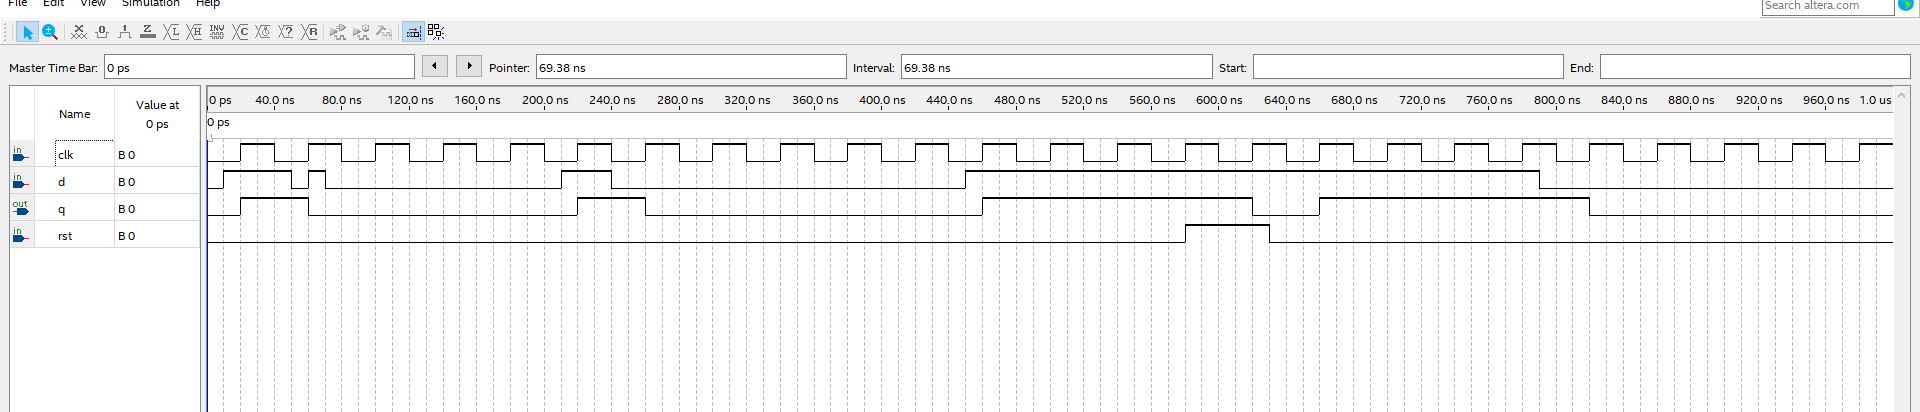 File Edit View Simulation Help
Search altera.com
Master Time Bar: 0 ps Pointer: 69.38 ns Interval: 69.38 ns Start: End:
Name Value at 0 ps
0 ps 40.0 ns 80.0 ns 120.0 ns 160.0 ns 200.0 ns 240.0 ns 280.0 ns 320.0 ns 360.0 ns 400.0 ns 440.0 ns 480.0 ns 520.0 ns 560.0 ns 600.0 ns 640.0 ns 680.0 ns 720.0 ns 760.0 ns 800.0 ns 840.0 ns 880.0 ns 920.0 ns 960.0 ns 1.0 us
0 ps
in clk B 0
in d B 0
out q B 0
in rst B 0